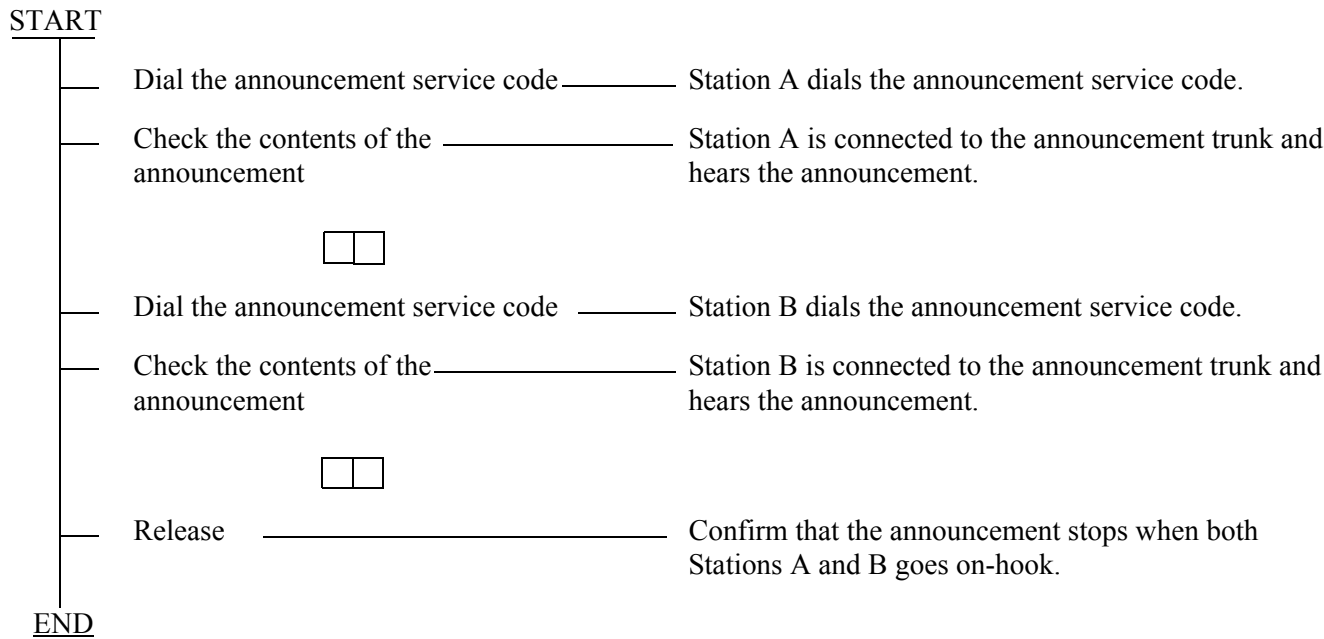 START
Dial the announcement service code Station A dials the announcement service code.
Check the contents of the Station A is connected to the announcement trunk and
announcement hears the announcement.
Dial the announcement service code Station B dials the announcement service code.
Check the contents of the Station B is connected to the announcement trunk and
announcement hears the announcement.
Release Confirm that the announcement stops when both
Stations A and B goes on-hook.
END